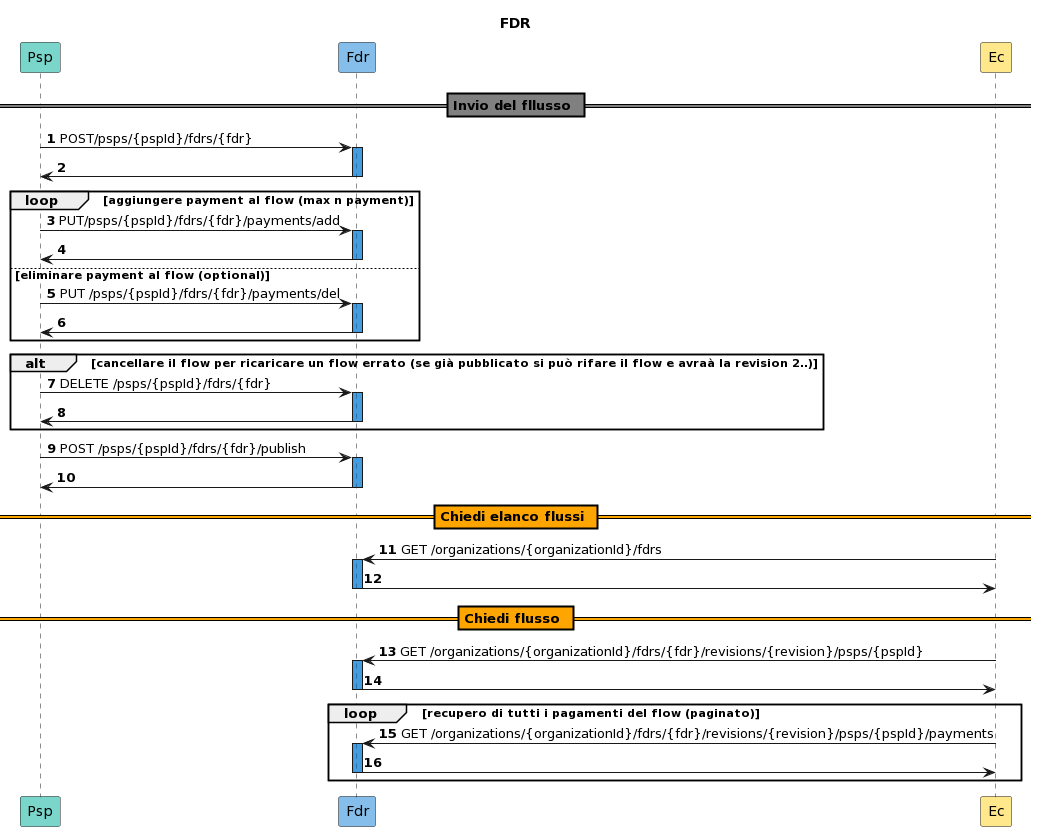 FDR
Psp Fdr Ec
Invio del fllusso
1 POST/psps/{pspId}/fdrs/{fdr}
2
loop [aggiungere payment al flow (max n payment)]
3 PUT/psps/{pspId}/fdrs/{fdr}/payments/add
4
[eliminare payment al flow (optional)]
5 PUT /psps/{pspId}/fdrs/{fdr}/payments/del
6
alt [cancellare il flow per ricaricare un flow errato (se già pubblicato si può rifare il flow e avraà la revision 2..)]
7 DELETE /psps/{pspId}/fdrs/{fdr}
8
9 POST /psps/{pspId}/fdrs/{fdr}/publish
10
Chiedi elanco flussi
11 GET /organizations/{organizationId}/fdrs
12
Chiedi flusso
13 GET /organizations/{organizationId}/fdrs/{fdr}/revisions/{revision}/psps/{pspId}
14
loop [recupero di tutti i pagamenti del flow (paginato)]
15 GET /organizations/{organizationId}/fdrs/{fdr}/revisions/{revision}/psps/{pspId}/payments
16
Psp Fdr Ec